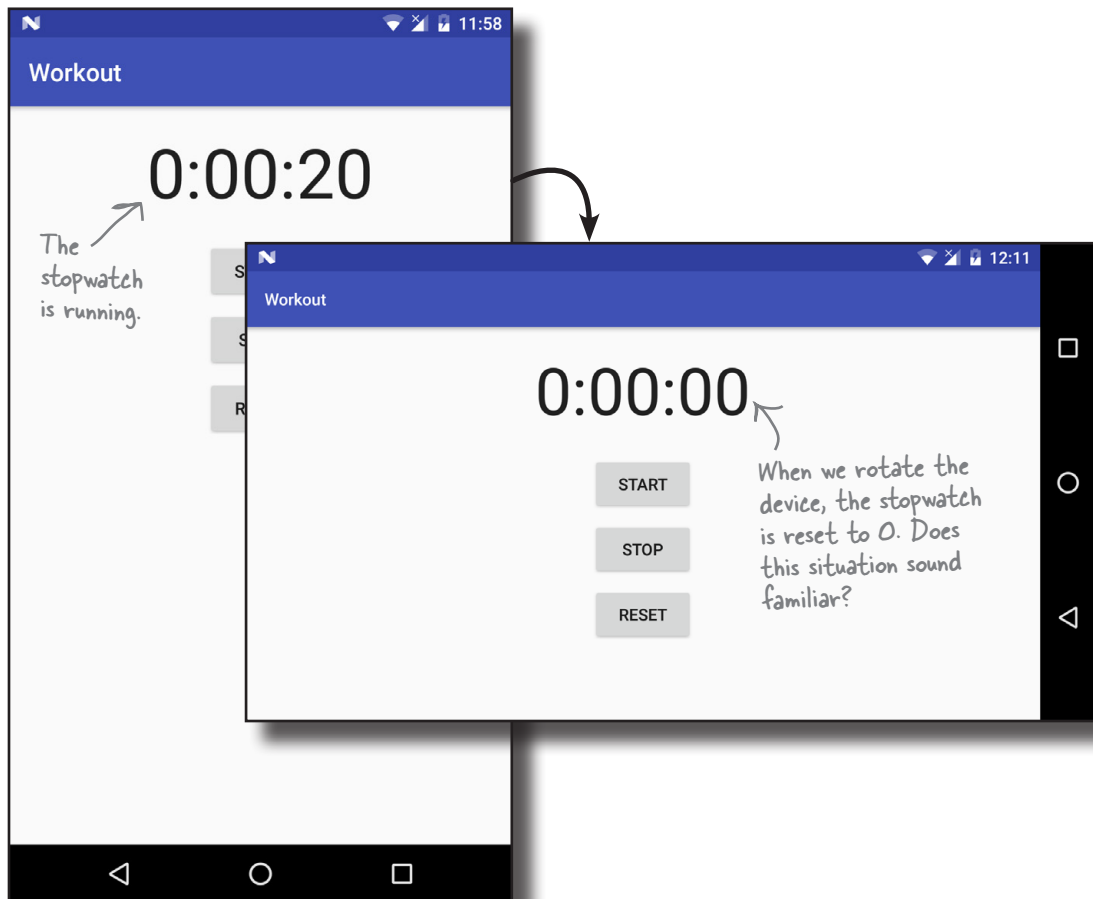 11:58
Workout
0:00:20
The
stopwatch
is running.
S
S
R
12:11
Workout
0:00:00
START
STOP
RESET
When we rotate the
device, the stopwatch
is reset to 0. Does
this situation sound
familiar?